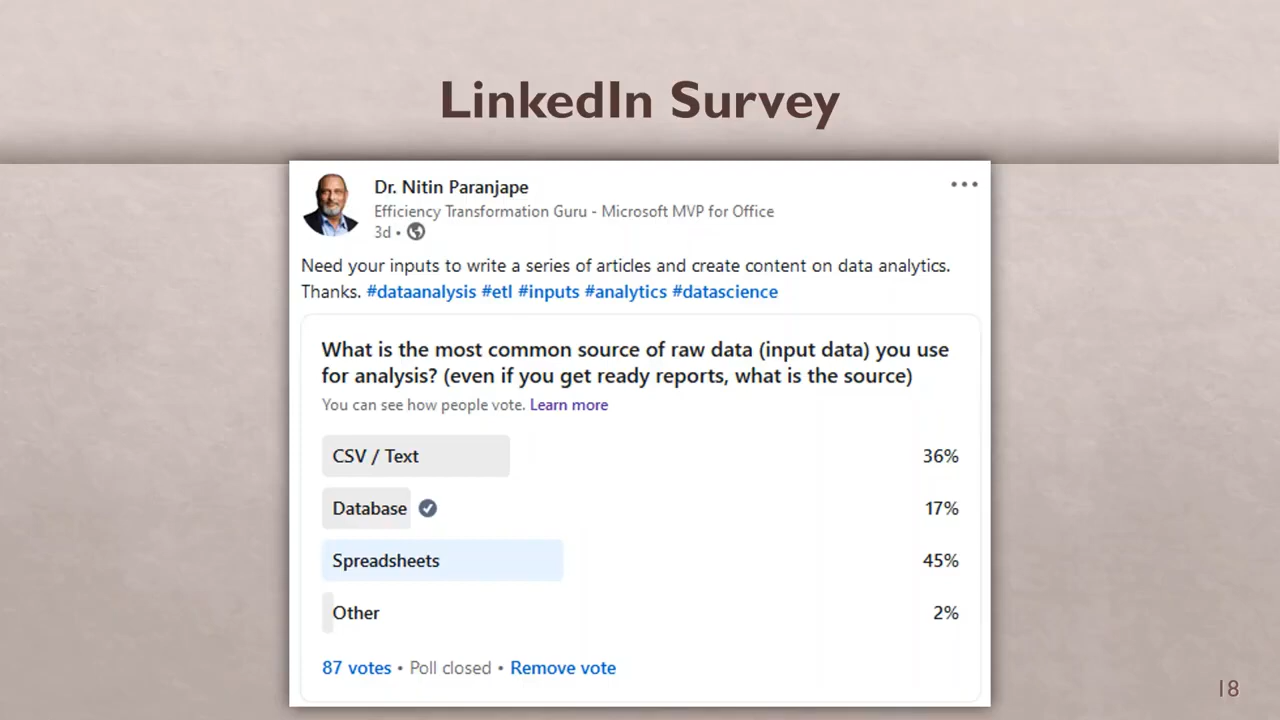 LinkedIn Survey
Dr. Nitin Paranjape
Efficiency Transformation Guru - Microsoft MVP for Office
3d •
Need your inputs to write a series of articles and create content on data analytics.
Thanks. #dataanalysis #etl #inputs #analytics #datascience
What is the most common source of raw data (input data) you use
for analysis? (even if you get ready reports, what is the source)
You can see how people vote. Learn more
CSV / Text 36%
Database 17%
Spreadsheets 45%
Other 2%
87 votes • Poll closed • Remove vote
18